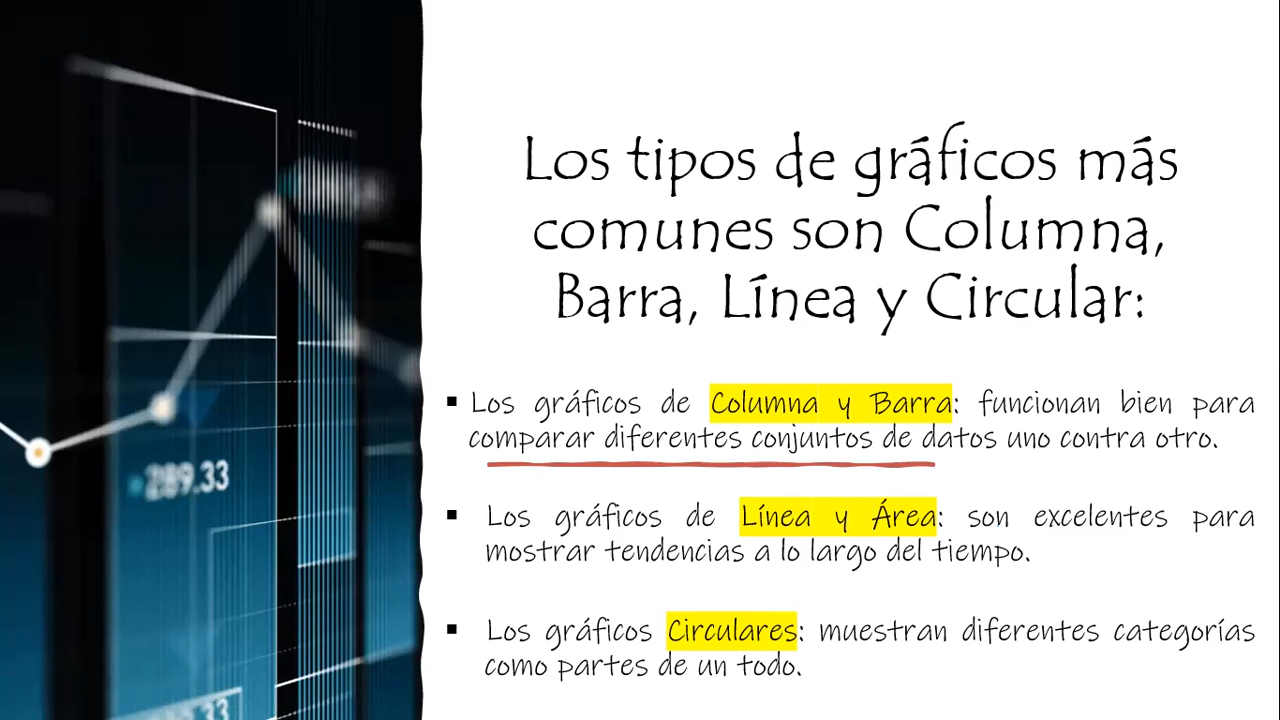 Los tipos de gráficos más
comunes son Columna,
Barra, Línea y Circular:
▪ Los gráficos de Columna y Barra: funcionan bien para
comparar diferentes conjuntos de datos uno contra otro.
▪ Los gráficos de Línea y Área: son excelentes para
mostrar tendencias a lo largo del tiempo.
▪ Los gráficos Circulares: muestran diferentes categorías
como partes de un todo.
289.33